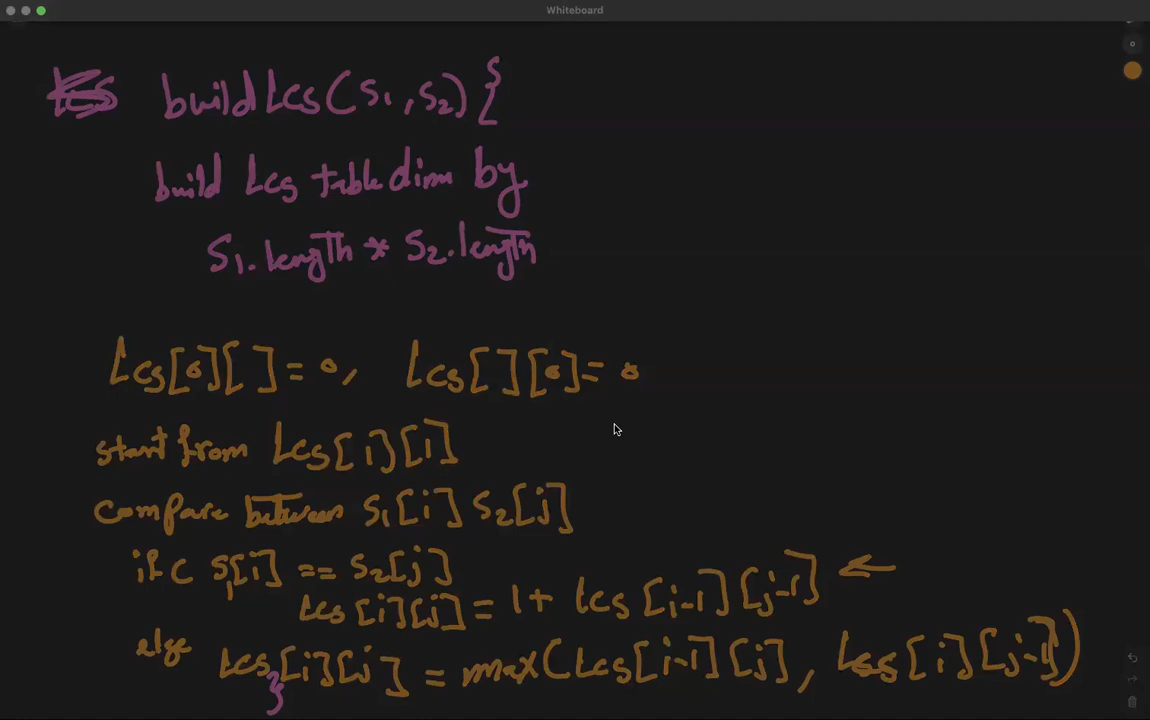 Whiteboard
buildLcs(S1,S2){
build Lcs table dim by
S1.length * S2.length
Lcs[0][ ]=0, Lcs[ ][0]=0
start from Lcs[1][1]
compare between S1[i] S2[j]
if( S1[i] == S2[j]
Lcs[i][j]=1+ Lcs[i-1][j-1] ←
else Lcs[i][j] = max(Lcs[i-1][j], Lcs[i][j-1])
}